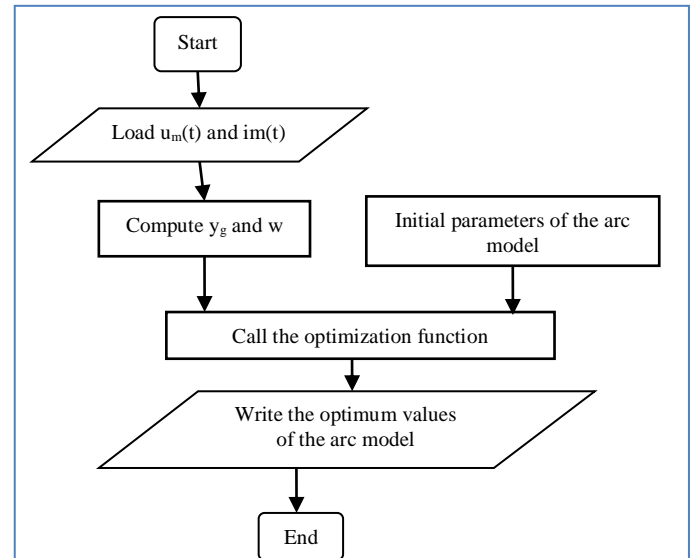 Start
Load uₘ(t) and im(t)
Compute y_g and w
Initial parameters of the arc
model
Call the optimization function
Write the optimum values
of the arc model
End